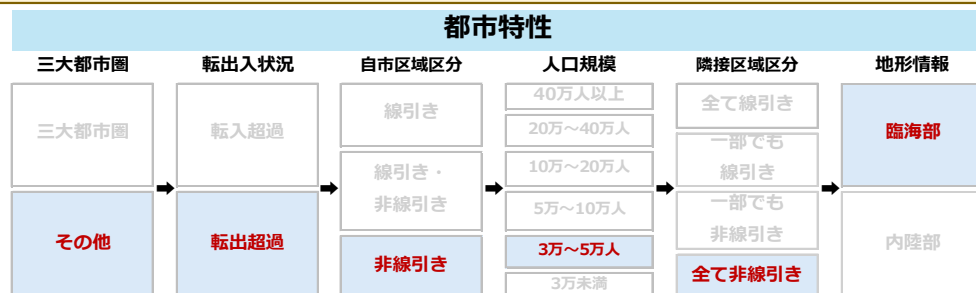 都市特性
三大都市圏
転出入状況
自市区域区分
人口規模
隣接区域区分
地形情報
三大都市圏
その他
転入超過
転出超過
線引き
線引き・
非線引き
非線引き
40万人以上
20万～40万人
10万～20万人
5万～10万人
3万～5万人
3万未満
全て線引き
一部でも
線引き
一部でも
非線引き
全て非線引き
臨海部
内陸部